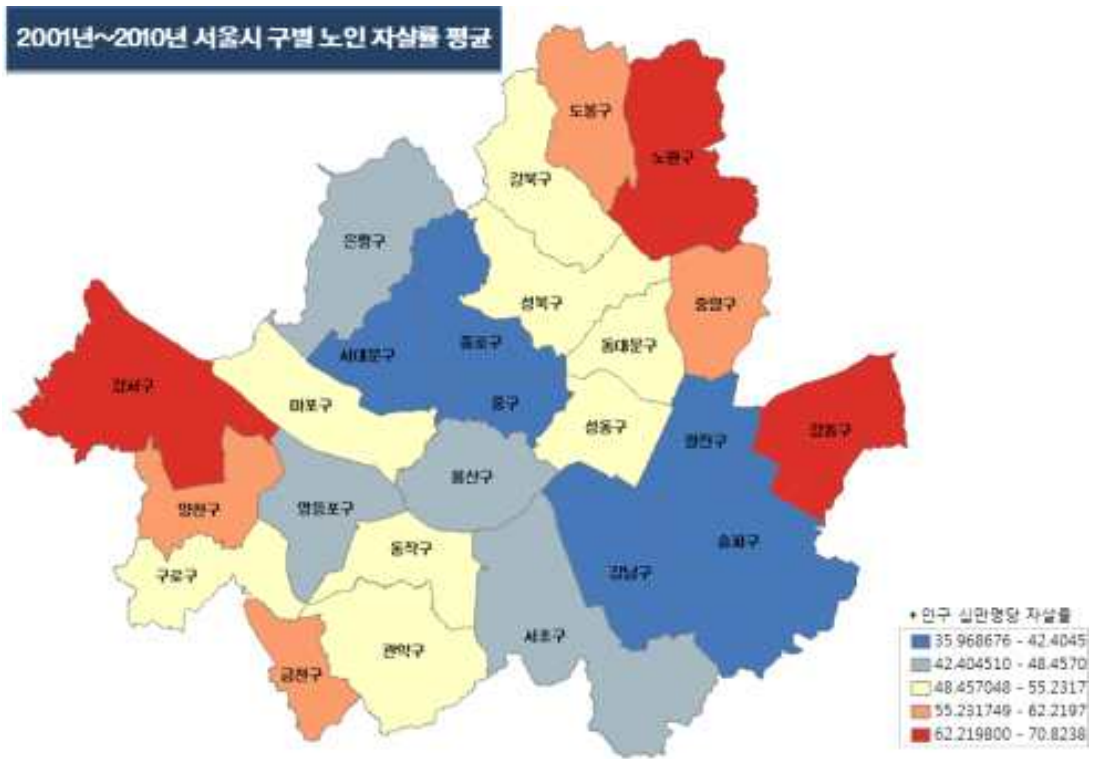 2001년~2010년 서울시 구별 노인 자살률 평균
도봉구
노원구
강북구
은평구
성북구
중랑구
서대문구
종로구
동대문구
강서구
마포구
중구
성동구
광진구
강동구
용산구
양천구
영등포구
송파구
동작구
구로구
강남구
서초구
관악구
금천구
• 인구 십만명당 자살률
35.968676 - 42.4045
42.404510 - 48.4570
48.457048 - 55.2317
55.231749 - 62.2197
62.219800 - 70.8238